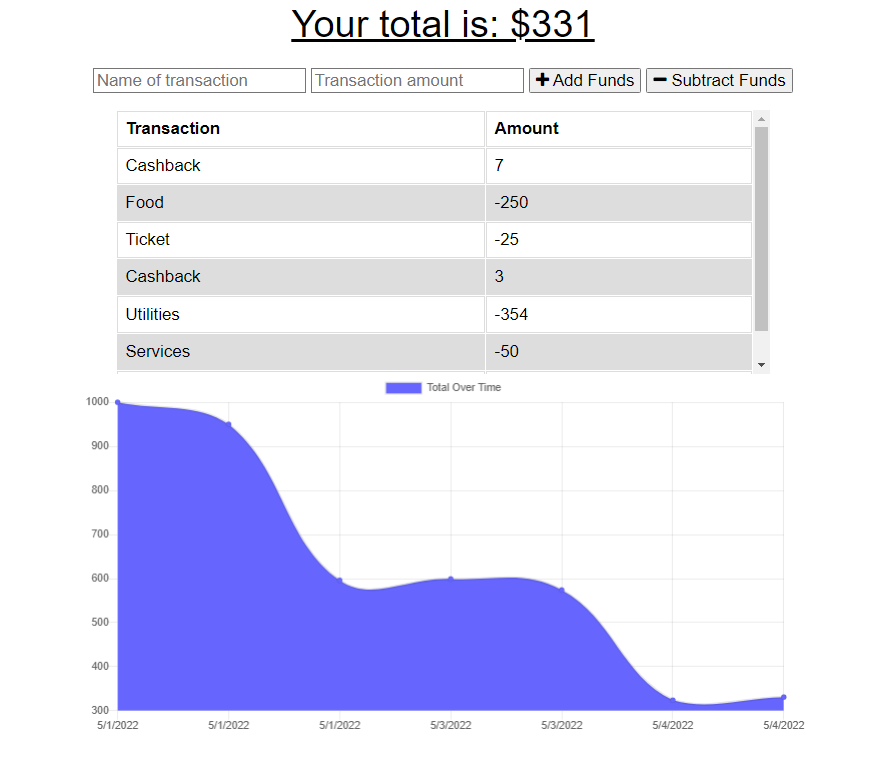 Your total is: $331
Name of transaction Transaction amount Add Funds Subtract Funds
Transaction Amount
Cashback 7
Food -250
Ticket -25
Cashback 3
Utilities -354
Services -50
Total Over Time
1000
900
800
700
600
500
400
300
5/1/2022 5/1/2022 5/1/2022 5/3/2022 5/3/2022 5/4/2022 5/4/2022